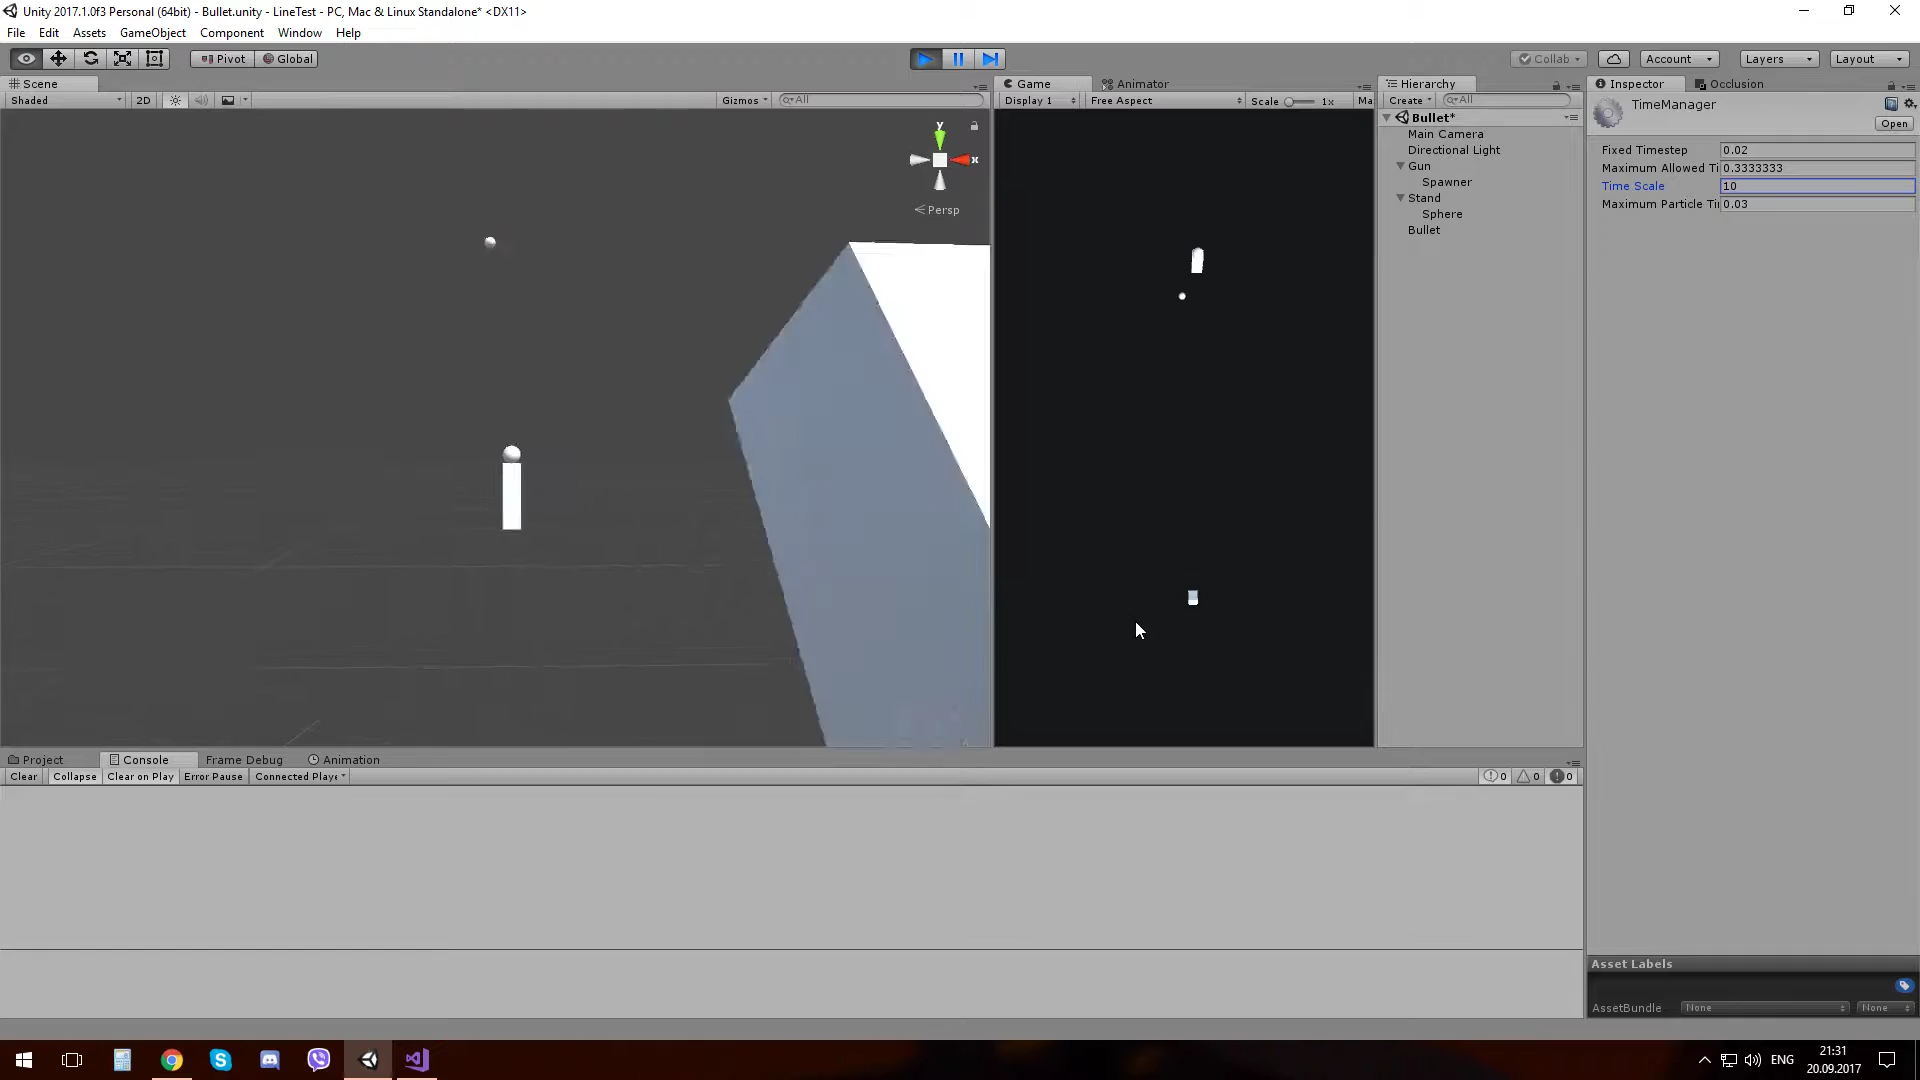 Unity 2017.1.0f3 Personal (64bit) - Bullet.unity - LineTest - PC, Mac & Linux Standalone* <DX11>
File Edit Assets GameObject Component Window Help
Pivot Global Collab Account Layers Layout
Scene Game Animator Hierarchy Inspector Occlusion
Shaded 2D Gizmos All Display 1 Free Aspect Scale 1x Ma Create All
TimeManager
Open
Bullet*
Main Camera
Directional Light
Gun
Spawner
Stand
Sphere
Bullet
Fixed Timestep 0.02
Maximum Allowed Ti 0.3333333
Time Scale 10
Maximum Particle Tir 0.03
y
x
Persp
Project Console Frame Debug Animation
Clear Collapse Clear on Play Error Pause Connected Playe 0 0 0
Asset Labels
AssetBundle None None
ENG
21:31
20.09.2017